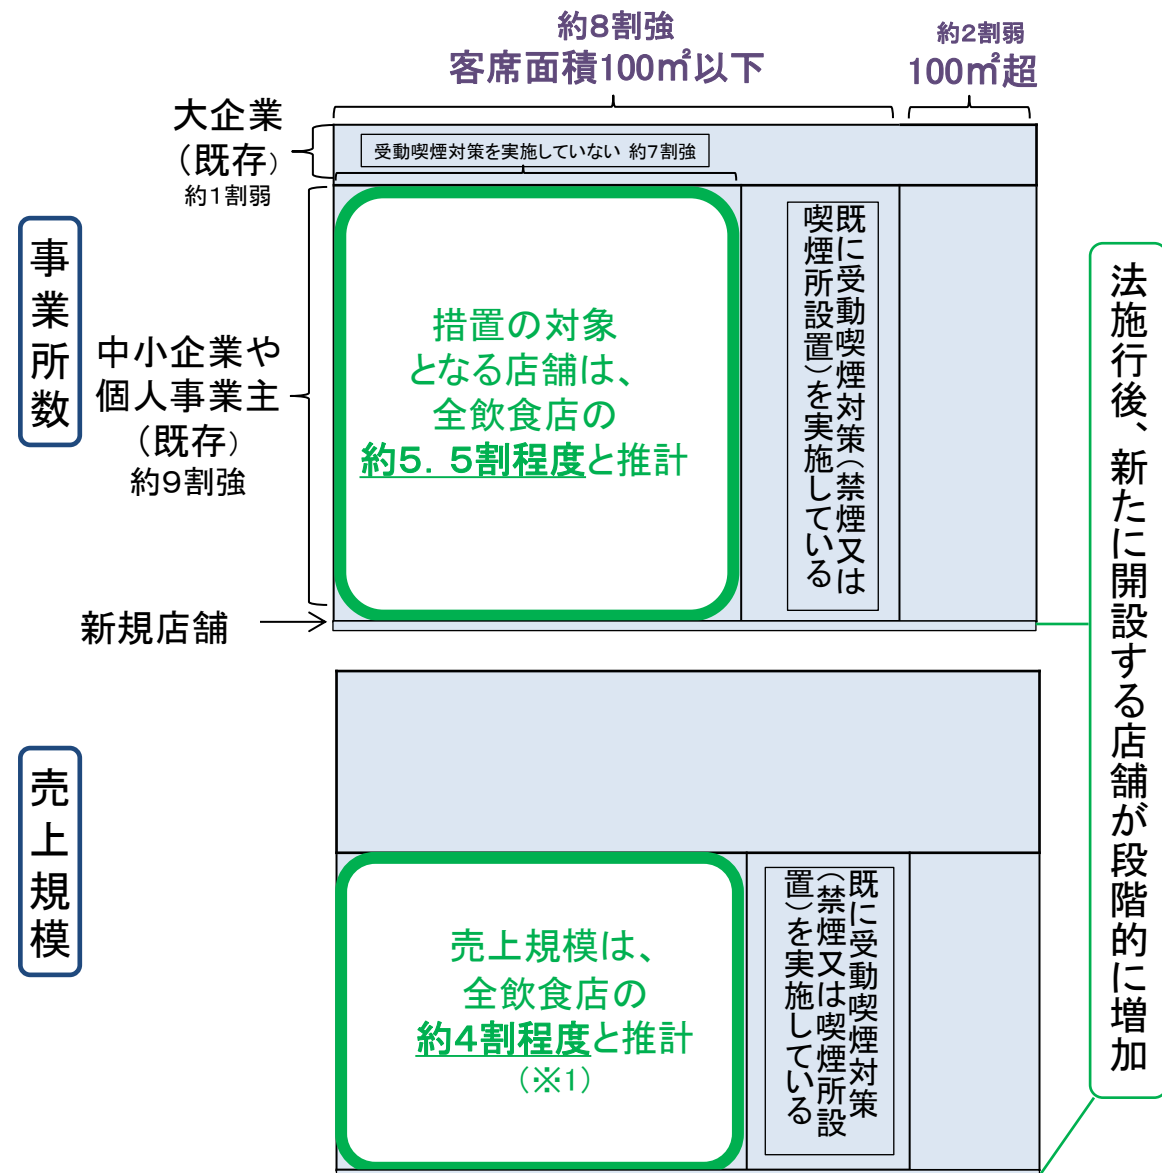 約８割強
客席面積100㎡以下
約２割弱
100㎡超
大企業
（既存）
約１割弱
受動喫煙対策を実施していない 約７割強
事業所数
中小企業や
個人事業主
（既存）
約９割強
新規店舗
措置の対象
となる店舗は、
全飲食店の
約５．５割程度と推計
既に受動喫煙対策（禁煙又は
喫煙所設置）を実施している
法施行後、新たに開設する店舗が段階的に増加
売上規模
売上規模は、
全飲食店の
約４割程度と推計
（※1）
既に受動喫煙対策
（禁煙又は喫煙所設
置）を実施している